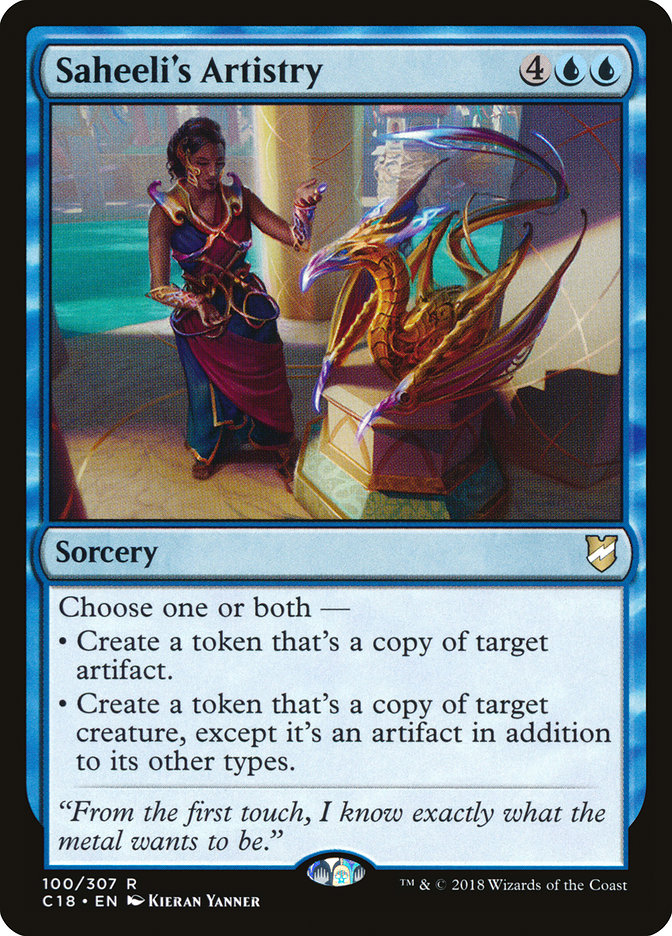 Saheeli's Artistry 4
Sorcery
Choose one or both —
• Create a token that's a copy of target
artifact.
• Create a token that's a copy of target
creature, except it's an artifact in addition
to its other types.
“From the first touch, I know exactly what the
metal wants to be.”
100/307 R
C18 • EN KIERAN YANNER
™ & © 2018 Wizards of the Coast